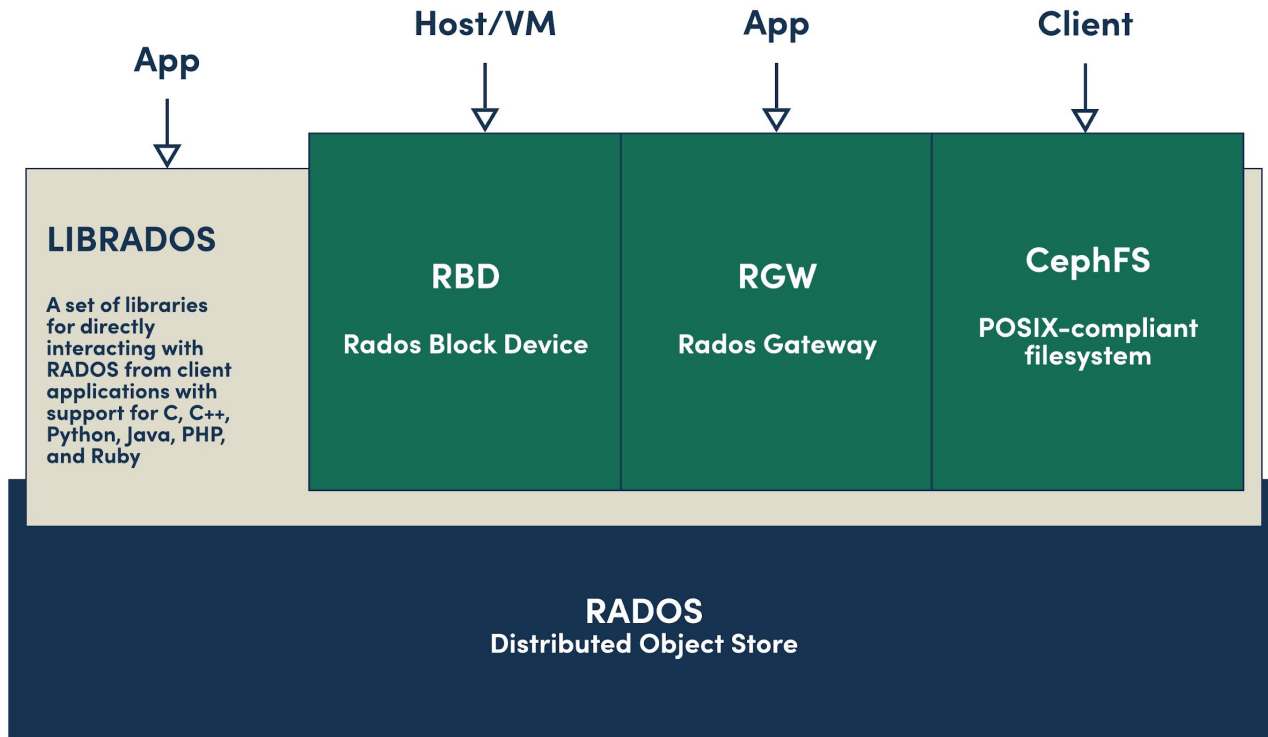 App
Host/VM
App
Client
LIBRADOS
A set of libraries
for directly
interacting with
RADOS from client
applications with
support for C, C++,
Python, Java, PHP,
and Ruby
RBD
Rados Block Device
RGW
Rados Gateway
CephFS
POSIX-compliant
filesystem
RADOS
Distributed Object Store